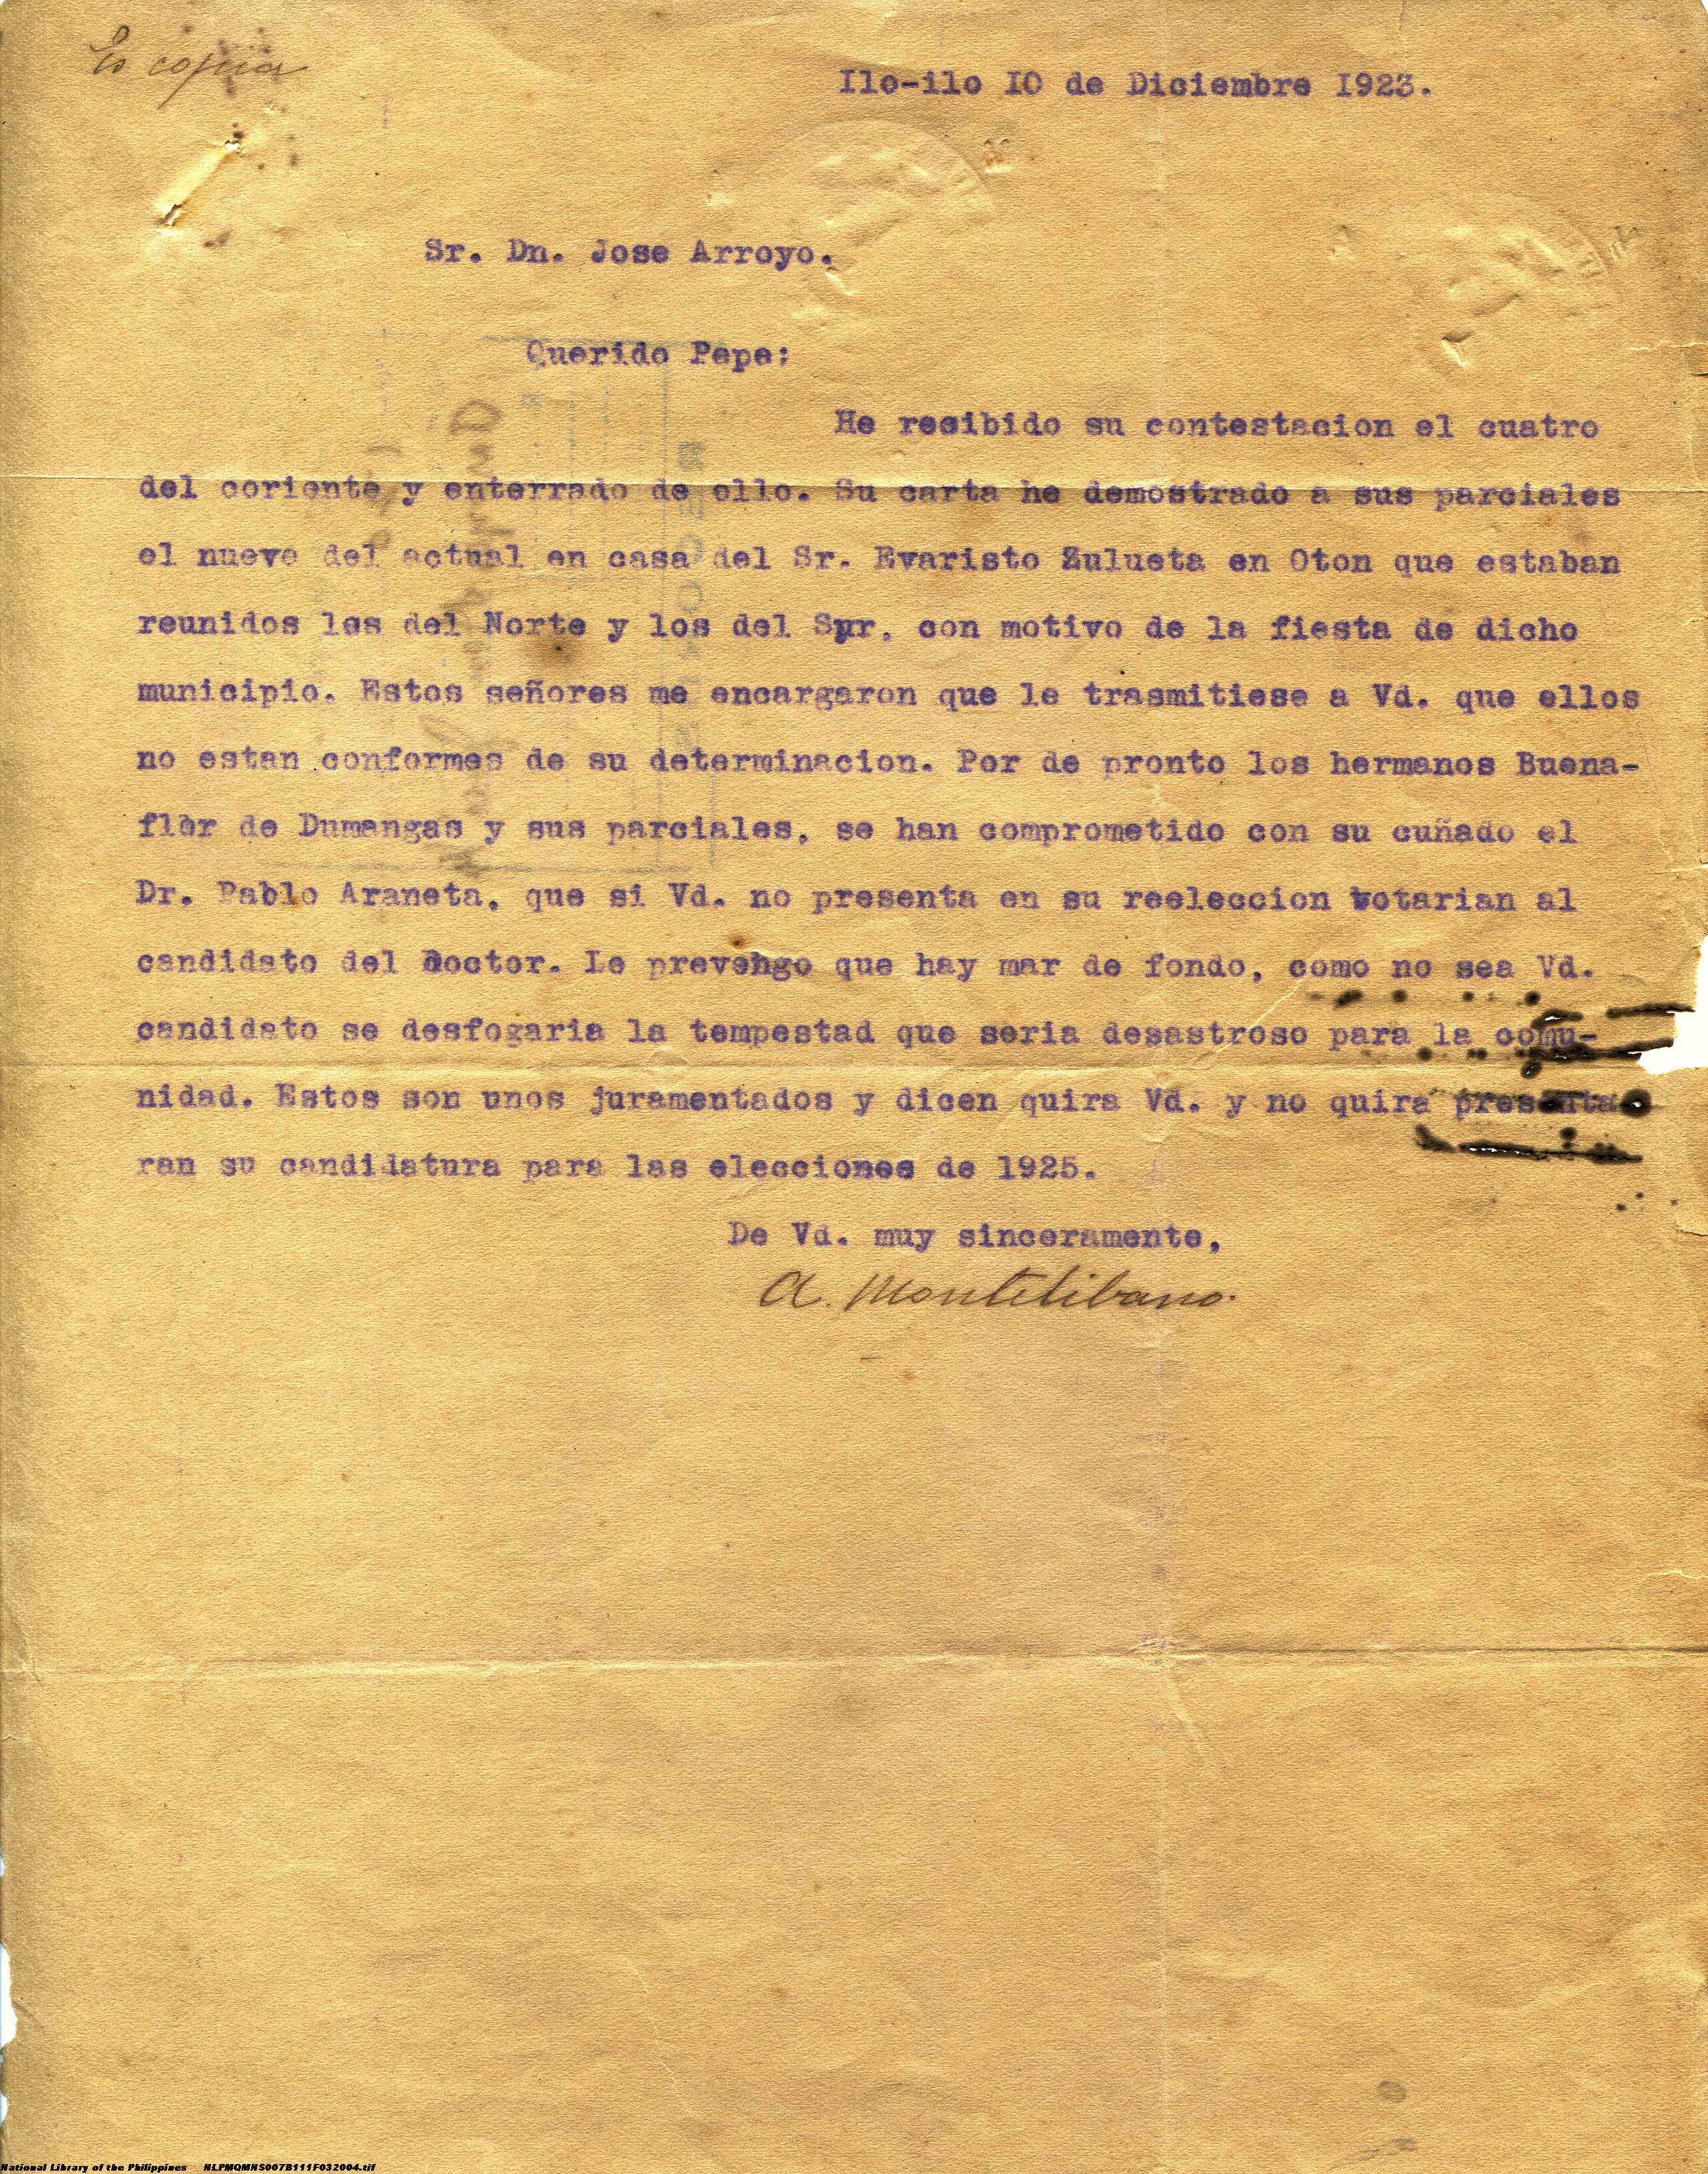 Es copia
Ilo-ilo 10 de Diciembre 1923.
Sr. Dn. Jose Arroyo.
Querido Pepe:
He recibido su contestacion el cuatro
del coriente y enterrado de ello. Su carta he demostrado a sus parciales
el nueve del actual en casa del Sr. Evaristo Zulueta en Oton que estaban
reunidos los del Norte y los del Sur, con motivo de la fiesta de dicho
municipio. Estos señores me encargaron que le trasmitiese a Vd. que ellos
no estan conformes de su determinacion. Por de pronto los hermanos Buena-
flor de Dumangas y sus parciales, se han comprometido con su cuñado el
Dr. Pablo Araneta, que si Vd. no presenta en su reeleccion votarian al
candidato del doctor. Le prevengo que hay mar de fondo, como no sea Vd.
candidato se desfogaria la tempestad que seria desastroso para la comu-
nidad. Estos son unos juramentados y dicen quira Vd. y no quira presenta
ran su candidatura para las elecciones de 1925.
De Vd. muy sinceramente,
A. Montelibano.
National Library of the Philippines NLPMQMNS007B111F032004.tif